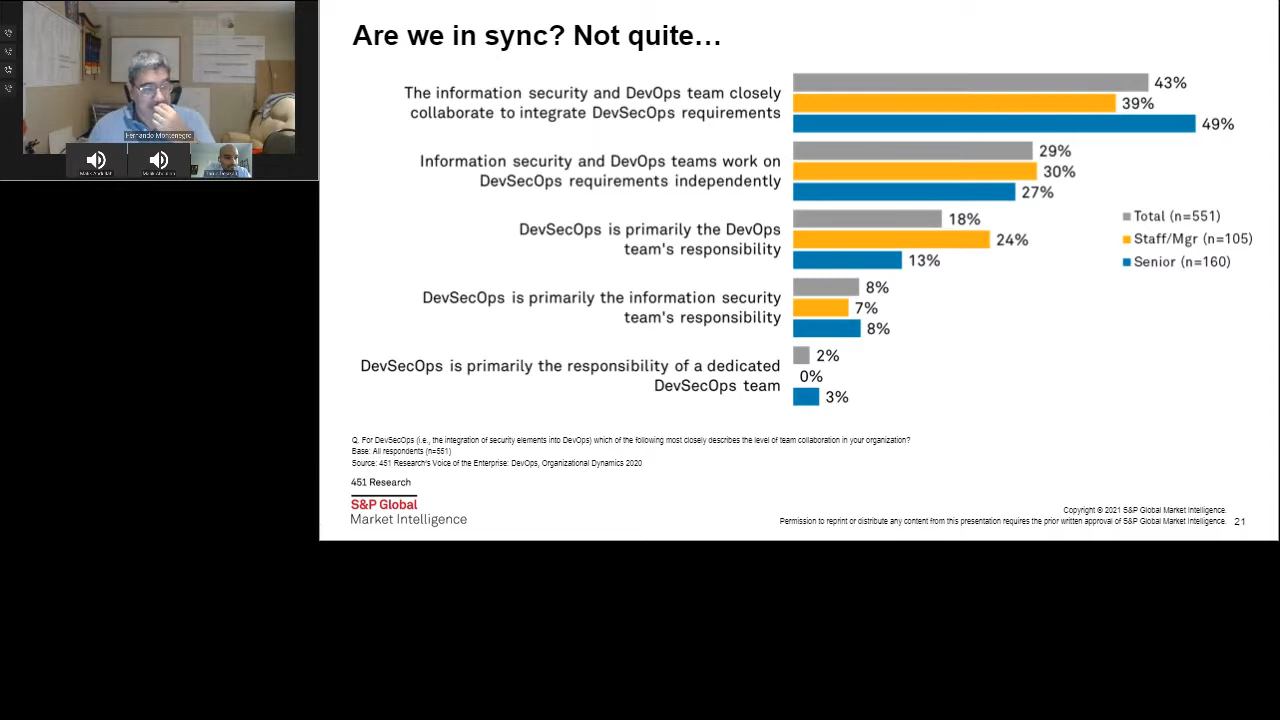 Are we in sync? Not quite…
The information security and DevOps team closely
collaborate to integrate DevSecOps requirements
43%
39%
49%
Information security and DevOps teams work on
DevSecOps requirements independently
29%
30%
27%
DevSecOps is primarily the DevOps
team's responsibility
18%
24%
13%
DevSecOps is primarily the information security
team's responsibility
8%
7%
8%
DevSecOps is primarily the responsibility of a dedicated
DevSecOps team
2%
0%
3%
Total (n=551)
Staff/Mgr (n=105)
Senior (n=160)
Q. For DevSecOps (i.e., the integration of security elements into DevOps) which of the following most closely describes the level of team collaboration in your organization?
Base: All respondents (n=551)
Source: 451 Research's Voice of the Enterprise: DevOps, Organizational Dynamics 2020
451 Research
S&P Global
Market Intelligence
Copyright © 2021 S&P Global Market Intelligence.
Permission to reprint or distribute any content from this presentation requires the prior written approval of S&P Global Market Intelligence.
21
Fernando Montenegro